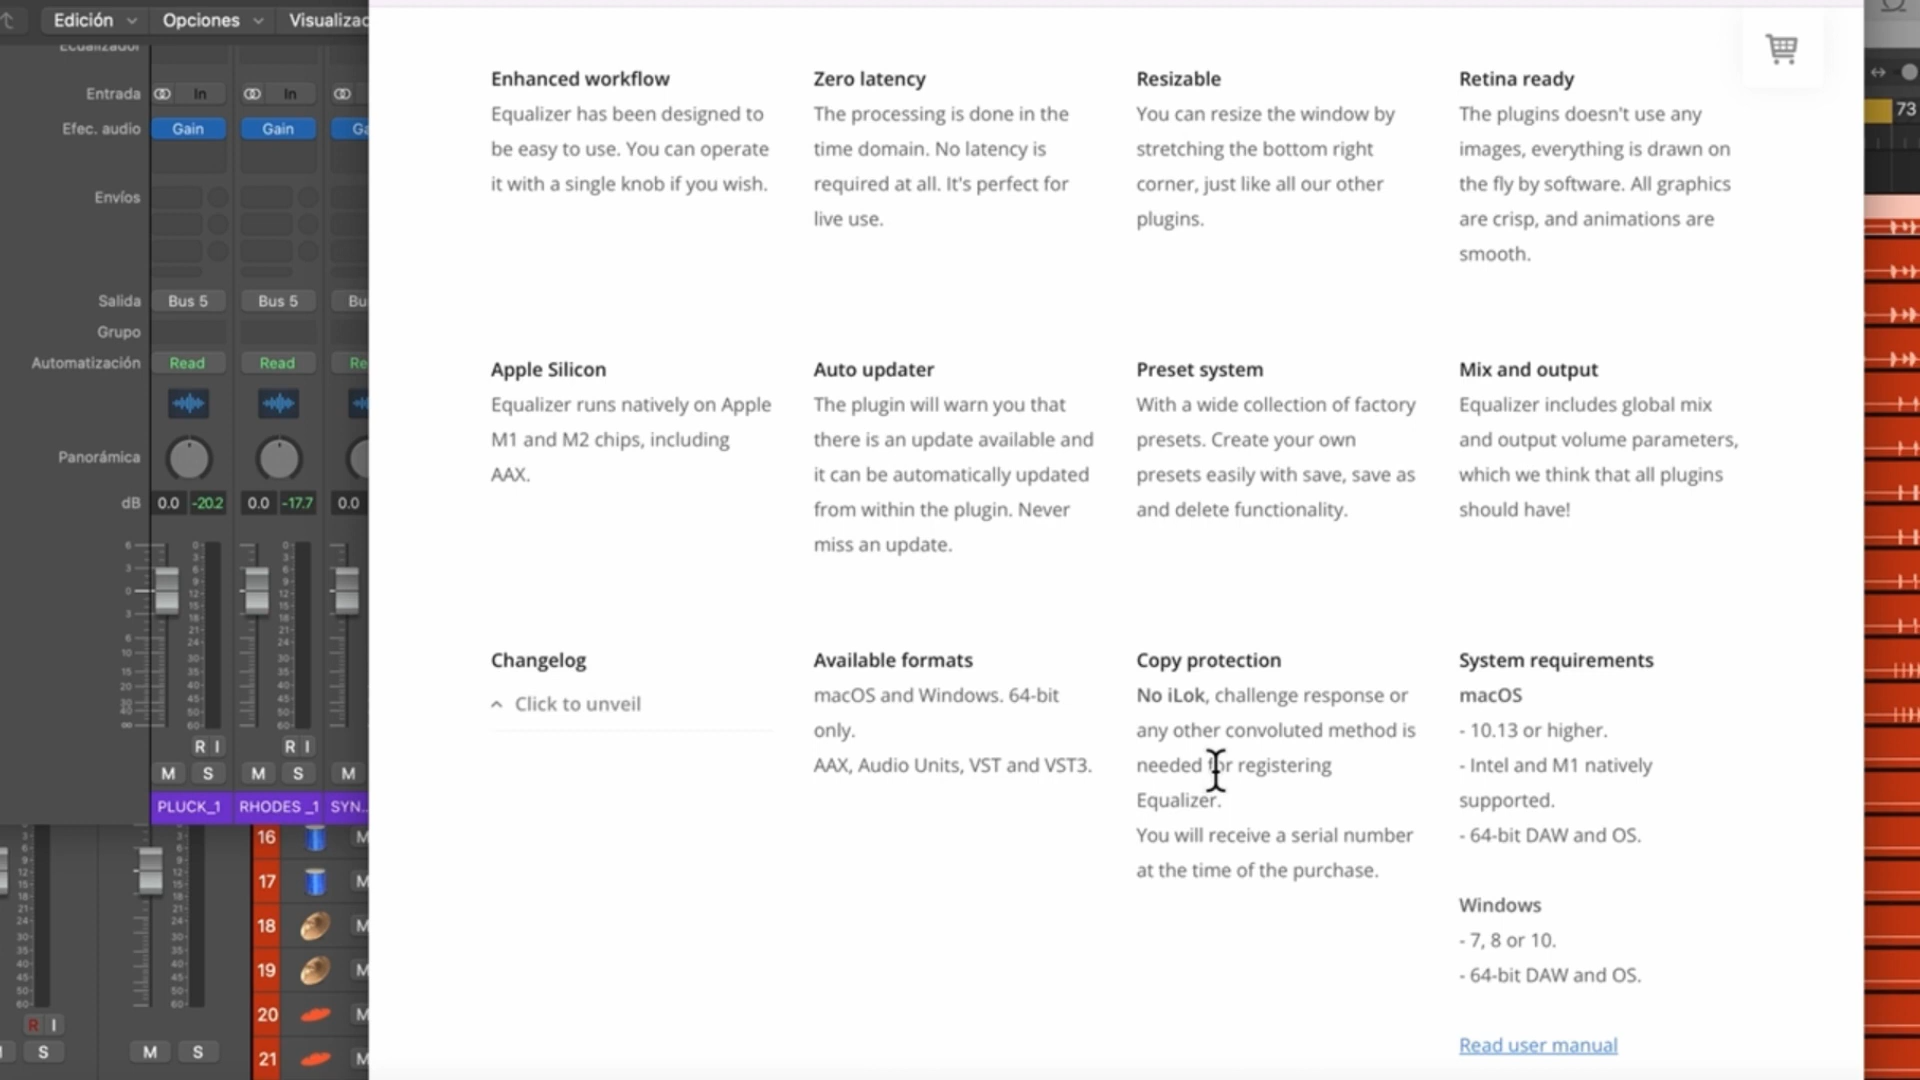 Edición
Opciones
Visualizac
Ecualizador
Entrada
In
In
Efec. audio
Gain
Gain
Ga
Envíos
Salida
Bus 5
Bus 5
Bu
Grupo
Automatización
Read
Read
Re
Panorámica
dB
0.0
-20.2
0.0
-17.7
0.0
R I
R I
M
S
M
S
M
PLUCK_1
RHODES _1
SYN..
16
M
17
M
18
M
19
M
20
M
21
M
R I
S
M
S
73
Enhanced workflow
Equalizer has been designed to
be easy to use. You can operate
it with a single knob if you wish.
Zero latency
The processing is done in the
time domain. No latency is
required at all. It's perfect for
live use.
Resizable
You can resize the window by
stretching the bottom right
corner, just like all our other
plugins.
Retina ready
The plugins doesn't use any
images, everything is drawn on
the fly by software. All graphics
are crisp, and animations are
smooth.
Apple Silicon
Equalizer runs natively on Apple
M1 and M2 chips, including
AAX.
Auto updater
The plugin will warn you that
there is an update available and
it can be automatically updated
from within the plugin. Never
miss an update.
Preset system
With a wide collection of factory
presets. Create your own
presets easily with save, save as
and delete functionality.
Mix and output
Equalizer includes global mix
and output volume parameters,
which we think that all plugins
should have!
Changelog
Click to unveil
Available formats
macOS and Windows. 64-bit
only.
AAX, Audio Units, VST and VST3.
Copy protection
No iLok, challenge response or
any other convoluted method is
needed for registering
Equalizer.
You will receive a serial number
at the time of the purchase.
System requirements
macOS
- 10.13 or higher.
- Intel and M1 natively
supported.
- 64-bit DAW and OS.
Windows
- 7, 8 or 10.
- 64-bit DAW and OS.
Read user manual